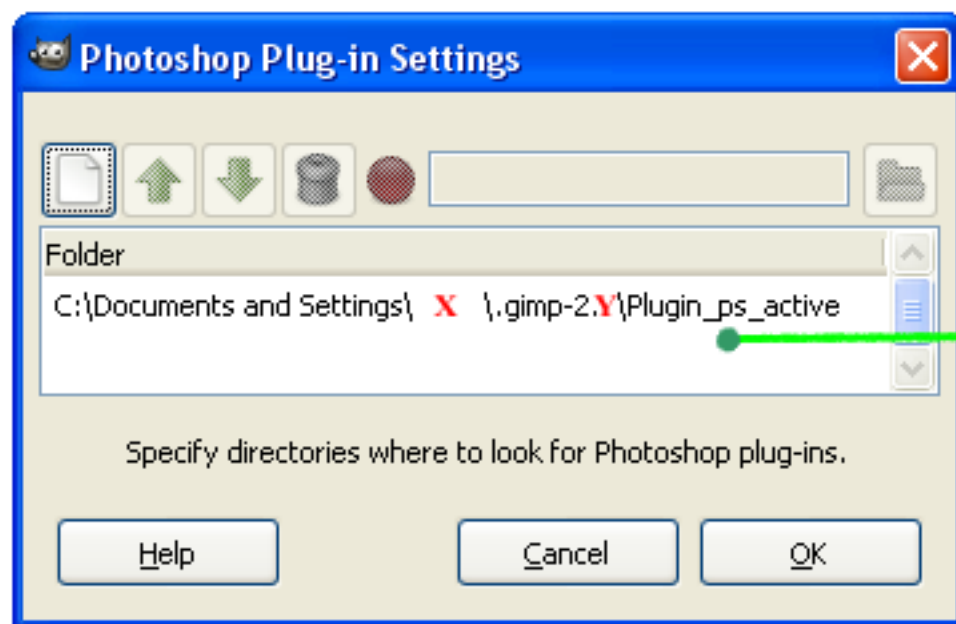 Photoshop Plug-in Settings
Folder
C:\Documents and Settings\ X \.gimp-2.Y\Plugin_ps_active
Specify directories where to look for Photoshop plug-ins.
Help Cancel OK